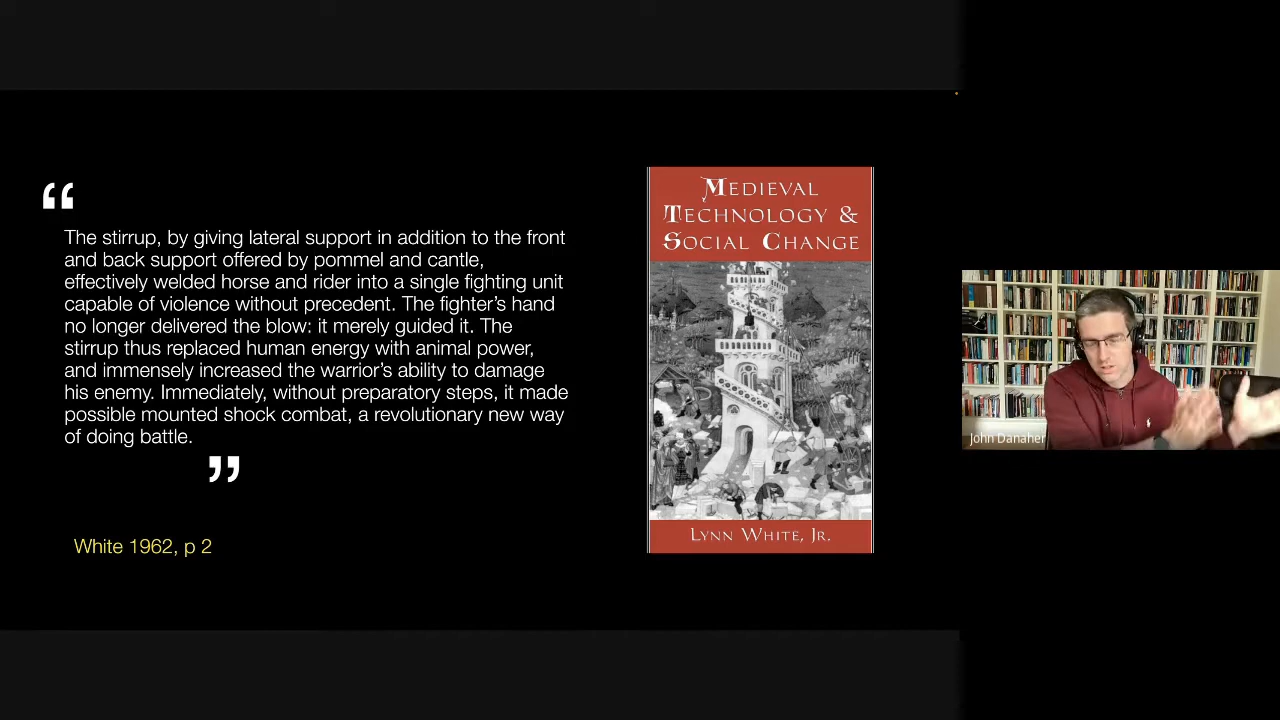 “
The stirrup, by giving lateral support in addition to the front
and back support offered by pommel and cantle,
effectively welded horse and rider into a single fighting unit
capable of violence without precedent. The fighter’s hand
no longer delivered the blow: it merely guided it. The
stirrup thus replaced human energy with animal power,
and immensely increased the warrior’s ability to damage
his enemy. Immediately, without preparatory steps, it made
possible mounted shock combat, a revolutionary new way
of doing battle.
”
White 1962, p 2
MEDIEVAL
TECHNOLOGY &
SOCIAL CHANGE
LYNN WHITE, JR.
John Danaher